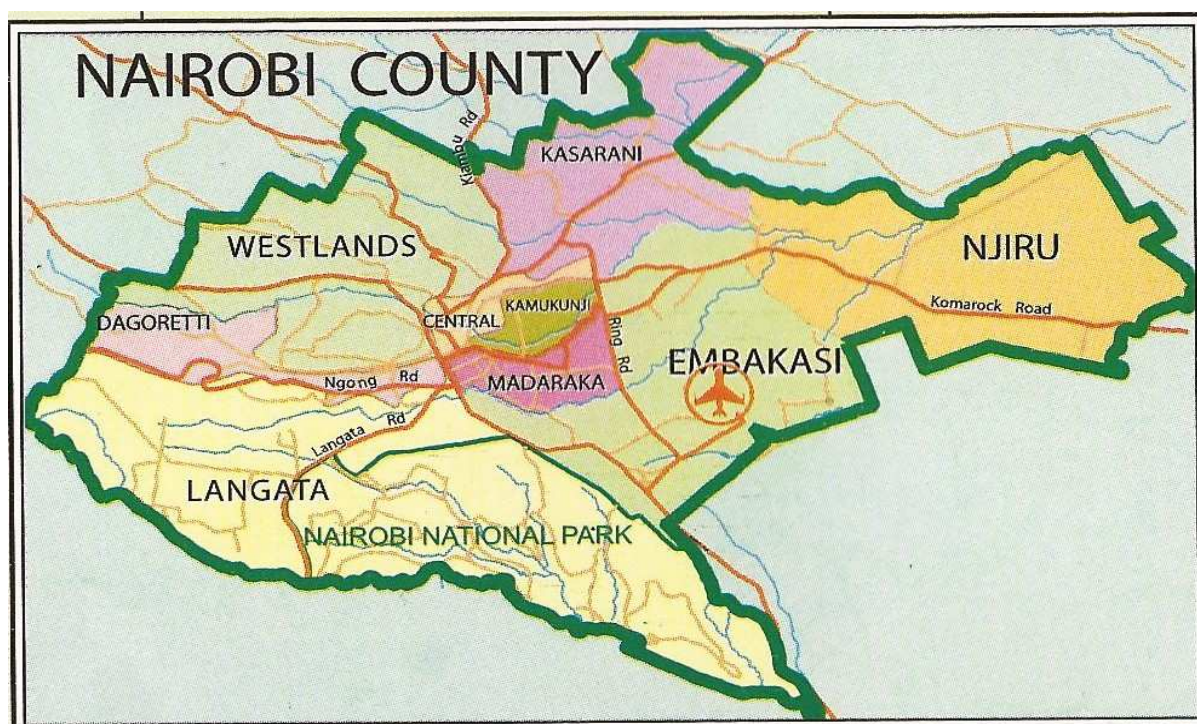 NAIROBI COUNTY
Kiambu Rd
KASARANI
WESTLANDS
NJIRU
KAMUKUNJI
Komarock Road
DAGORETTI
CENTRAL
Ring Rd
EMBAKASI
Ngong Rd
MADARAKA
Langata Rd
LANGATA
NAIROBI NATIONAL PARK